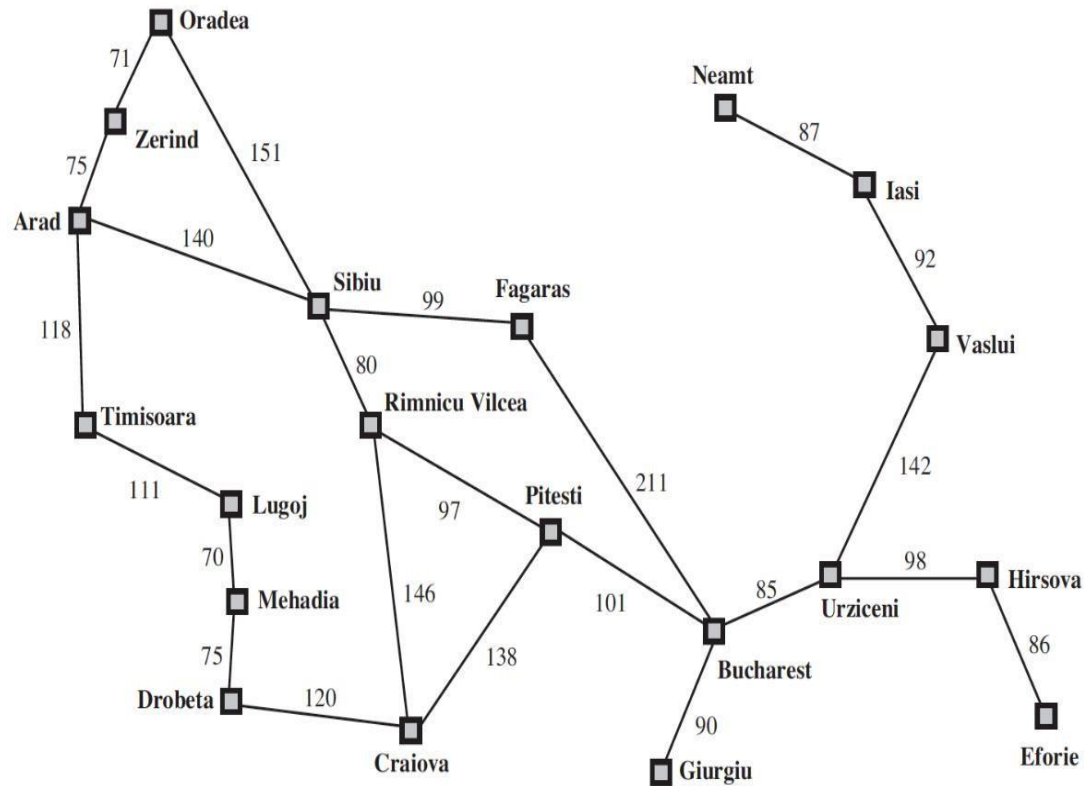 Oradea
71
Neamt
Zerind
87
151
75
Iasi
Arad
140
92
Sibiu
Fagaras
99
118
Vaslui
80
Timisoara
Rimnicu Vilcea
142
111
Pitesti
211
Lugoj
97
70
98
Hirsova
Mehadia
146
101
85
Urziceni
86
75
138
Bucharest
Drobeta
120
90
Craiova
Giurgiu
Eforie